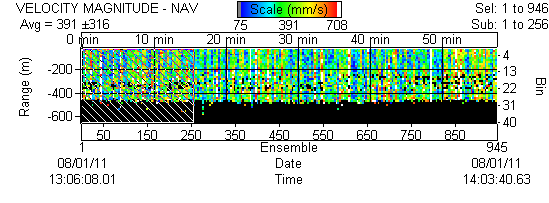 VELOCITY MAGNITUDE - NAV Scale (mm/s) Sel: 1 to 946
Avg = 391 ±316 75 391 708 Sub: 1 to 256
0 min 10 min 20 min 30 min 40 min 50 min
-200
-400
-600
Range (m)
4
13
22
31
40
Bin
50 150 250 350 450 550 650 750 850
1 Ensemble 945
08/01/11 Date 08/01/11
13:06:08.01 Time 14:03:40.63